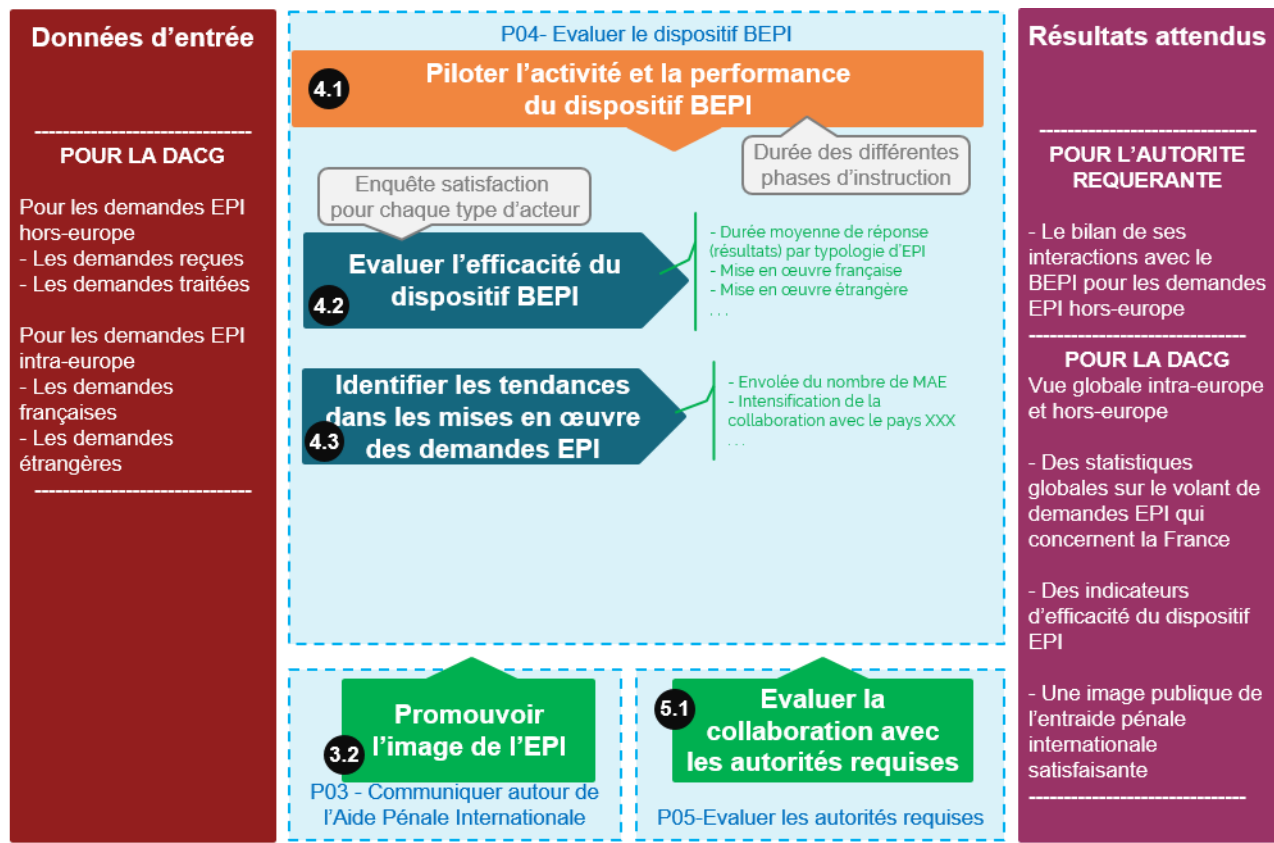 Données d'entrée
------------------------------
POUR LA DACG
Pour les demandes EPI
hors-europe
- Les demandes reçues
- Les demandes traitées
Pour les demandes EPI
intra-europe
- Les demandes
françaises
- Les demandes
étrangères
------------------------------
P04- Evaluer le dispositif BEPI
4.1
Piloter l'activité et la performance
du dispositif BEPI
Durée des différentes
phases d'instruction
Enquête satisfaction
pour chaque type d'acteur
4.2
Evaluer l'efficacité du
dispositif BEPI
- Durée moyenne de réponse
(résultats) par typologie d'EPI
- Mise en œuvre française
- Mise en œuvre étrangère
. . .
4.3
Identifier les tendances
dans les mises en œuvre
des demandes EPI
- Envolée du nombre de MAE
- Intensification de la
collaboration avec le pays XXX
. . .
3.2
Promouvoir
l'image de l'EPI
P03 - Communiquer autour de
l'Aide Pénale Internationale
5.1
Evaluer la
collaboration avec
les autorités requises
P05-Evaluer les autorités requises
Résultats attendus
------------------------------
POUR L'AUTORITE
REQUERANTE
- Le bilan de ses
interactions avec le
BEPI pour les demandes
EPI hors-europe
------------------------------
POUR LA DACG
Vue globale intra-europe
et hors-europe
- Des statistiques
globales sur le volant de
demandes EPI qui
concernent la France
- Des indicateurs
d'efficacité du dispositif
EPI
- Une image publique de
l'entraide pénale
internationale
satisfaisante
------------------------------